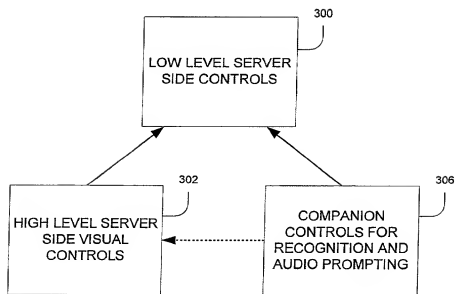 300
LOW LEVEL SERVER
SIDE CONTROLS
302
HIGH LEVEL SERVER
SIDE VISUAL
CONTROLS
306
COMPANION
CONTROLS FOR
RECOGNITION AND
AUDIO PROMPTING